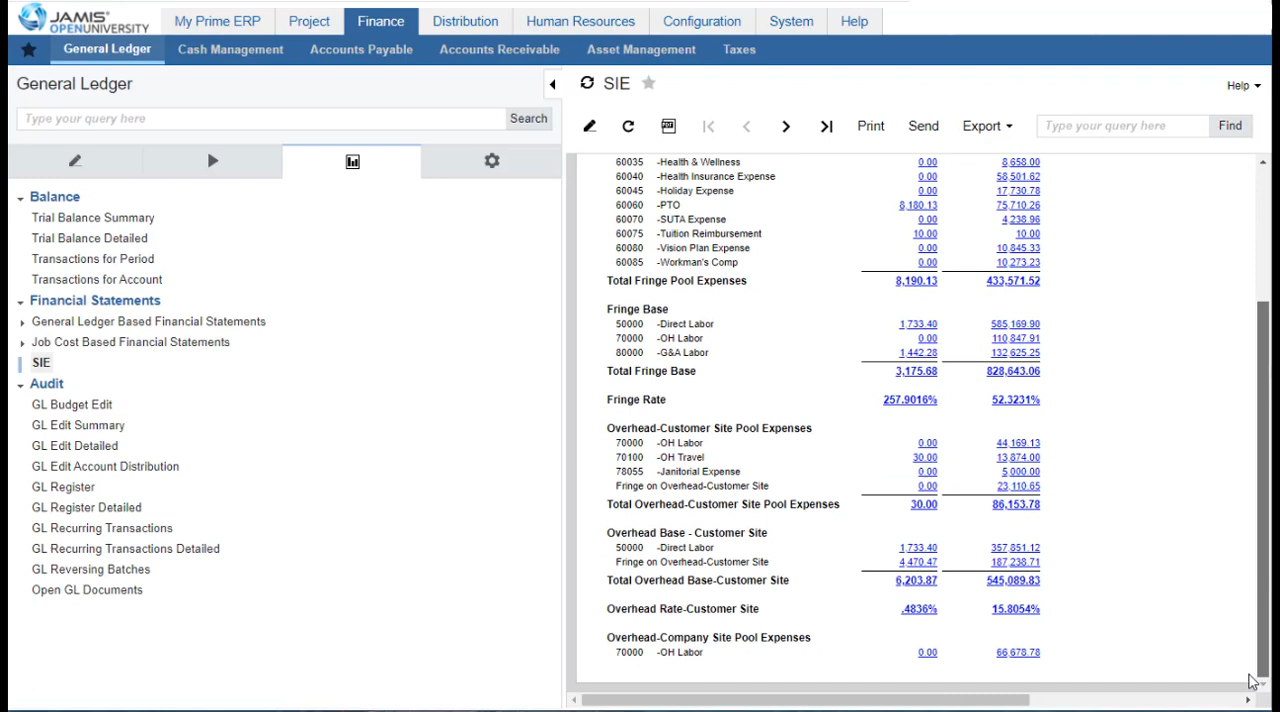 JAMIS®
OPENUNIVERSITY
My Prime ERP Project Finance Distribution Human Resources Configuration System Help
General Ledger Cash Management Accounts Payable Accounts Receivable Asset Management Taxes
General Ledger
Type your query here Search
Balance
Trial Balance Summary
Trial Balance Detailed
Transactions for Period
Transactions for Account
Financial Statements
General Ledger Based Financial Statements
Job Cost Based Financial Statements
SIE
Audit
GL Budget Edit
GL Edit Summary
GL Edit Detailed
GL Edit Account Distribution
GL Register
GL Register Detailed
GL Recurring Transactions
GL Recurring Transactions Detailed
GL Reversing Batches
Open GL Documents
SIE Help
Print Send Export Type your query here Find
60035 -Health & Wellness 0.00 8,658.00
60040 -Health Insurance Expense 0.00 58,501.62
60045 -Holiday Expense 0.00 17,730.78
60060 -PTO 8,180.13 75,710.26
60070 -SUTA Expense 0.00 4,238.96
60075 -Tuition Reimbursement 10.00 10.00
60080 -Vision Plan Expense 0.00 10,845.33
60085 -Workman's Comp 0.00 10,273.23
Total Fringe Pool Expenses 8,190.13 433,571.52
Fringe Base
50000 -Direct Labor 1,733.40 585,169.90
70000 -OH Labor 0.00 110,847.91
80000 -G&A Labor 1,442.28 132,625.25
Total Fringe Base 3,175.68 828,643.06
Fringe Rate 257.9016% 52.3231%
Overhead-Customer Site Pool Expenses
70000 -OH Labor 0.00 44,169.13
70100 -OH Travel 30.00 13,874.00
78055 -Janitorial Expense 0.00 5,000.00
Fringe on Overhead-Customer Site 0.00 23,110.65
Total Overhead-Customer Site Pool Expenses 30.00 86,153.78
Overhead Base - Customer Site
50000 -Direct Labor 1,733.40 357,851.12
Fringe on Overhead-Customer Site 4,470.47 187,238.71
Total Overhead Base-Customer Site 6,203.87 545,089.83
Overhead Rate-Customer Site .4836% 15.8054%
Overhead-Company Site Pool Expenses
70000 -OH Labor 0.00 66,678.78